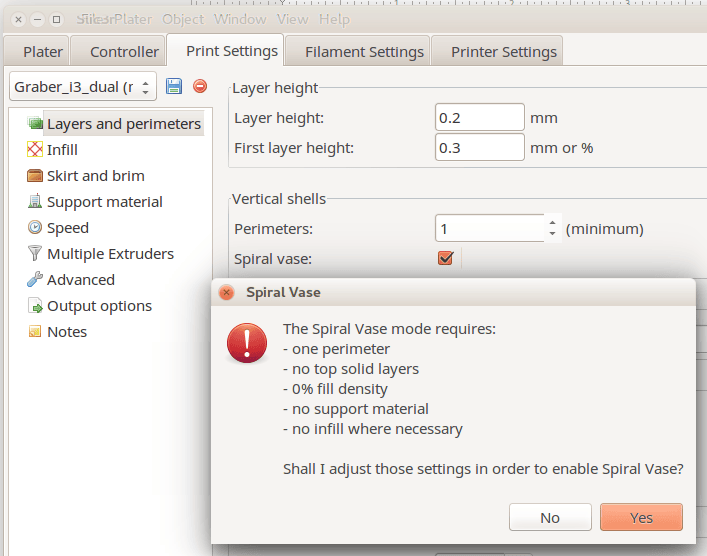 File Plater Object Window View Help
Plater Controller Print Settings Filament Settings Printer Settings
Graber_i3_dual (r
Layers and perimeters
Infill
Skirt and brim
Support material
Speed
Multiple Extruders
Advanced
Output options
Notes
Layer height
Layer height: 0.2 mm
First layer height: 0.3 mm or %
Vertical shells
Perimeters: 1 (minimum)
Spiral vase:
Spiral Vase
The Spiral Vase mode requires:
- one perimeter
- no top solid layers
- 0% fill density
- no support material
- no infill where necessary
Shall I adjust those settings in order to enable Spiral Vase?
No Yes